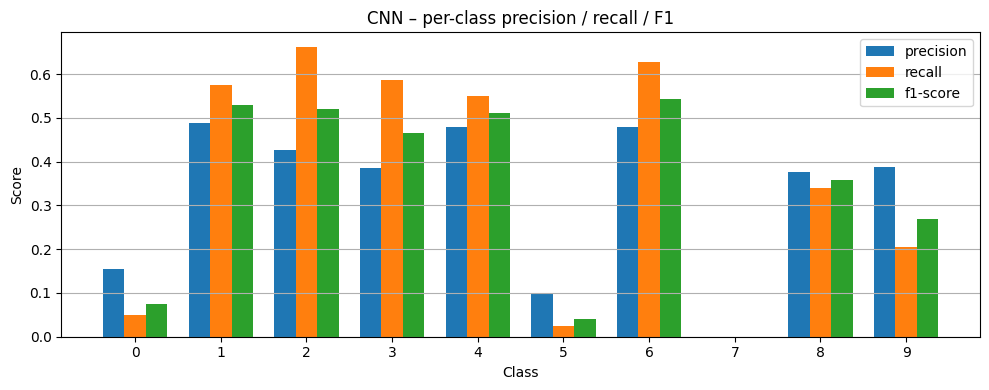 CNN – per-class precision / recall / F1
precision
recall
f1-score
Score
0.6
0.5
0.4
0.3
0.2
0.1
0.0
0 1 2 3 4 5 6 7 8 9
Class